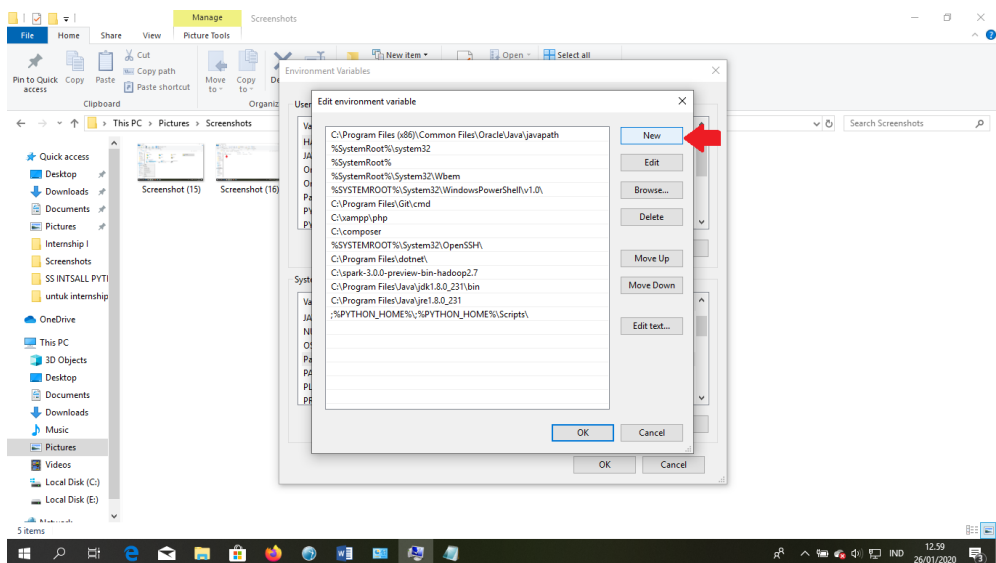 Manage
Screenshots
File
Home
Share
View
Picture Tools
Pin to Quick access
Copy
Paste
Cut
Copy path
Paste shortcut
Move to
Copy to
New item
Open
Select all
Clipboard
Organiz
This PC > Pictures > Screenshots
Search Screenshots
Quick access
Desktop
Downloads
Documents
Pictures
Internship I
Screenshots
SS INTSALL PYTI
untuk internship
OneDrive
This PC
3D Objects
Desktop
Documents
Downloads
Music
Pictures
Videos
Local Disk (C:)
Local Disk (E:)
Screenshot (15)
Screenshot (16)
Environment Variables
User
Syste
Edit environment variable
C:\Program Files (x86)\Common Files\Oracle\Java\javapath
%SystemRoot%\system32
%SystemRoot%
%SystemRoot%\System32\Wbem
%SYSTEMROOT%\System32\WindowsPowerShell\v1.0\
C:\Program Files\Git\cmd
C:\xampp\php
C:\composer
%SYSTEMROOT%\System32\OpenSSH\
C:\Program Files\dotnet\
C:\spark-3.0.0-preview-bin-hadoop2.7
C:\Program Files\Java\jdk1.8.0_231\bin
C:\Program Files\Java\jre1.8.0_231
;%PYTHON_HOME%\;%PYTHON_HOME%\Scripts\
New
Edit
Browse...
Delete
Move Up
Move Down
Edit text...
OK
Cancel
OK
Cancel
5 items
IND
12.59
26/01/2020